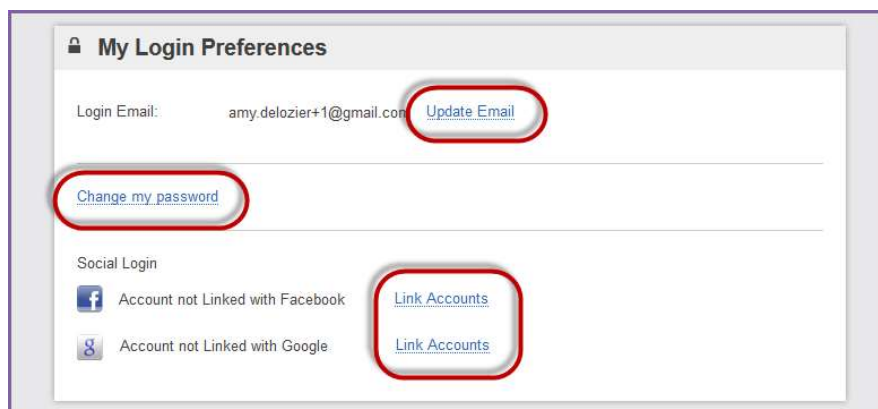 My Login Preferences
Login Email: amy.delozier+1@gmail.com Update Email
Change my password
Social Login
Account not Linked with Facebook Link Accounts
Account not Linked with Google Link Accounts